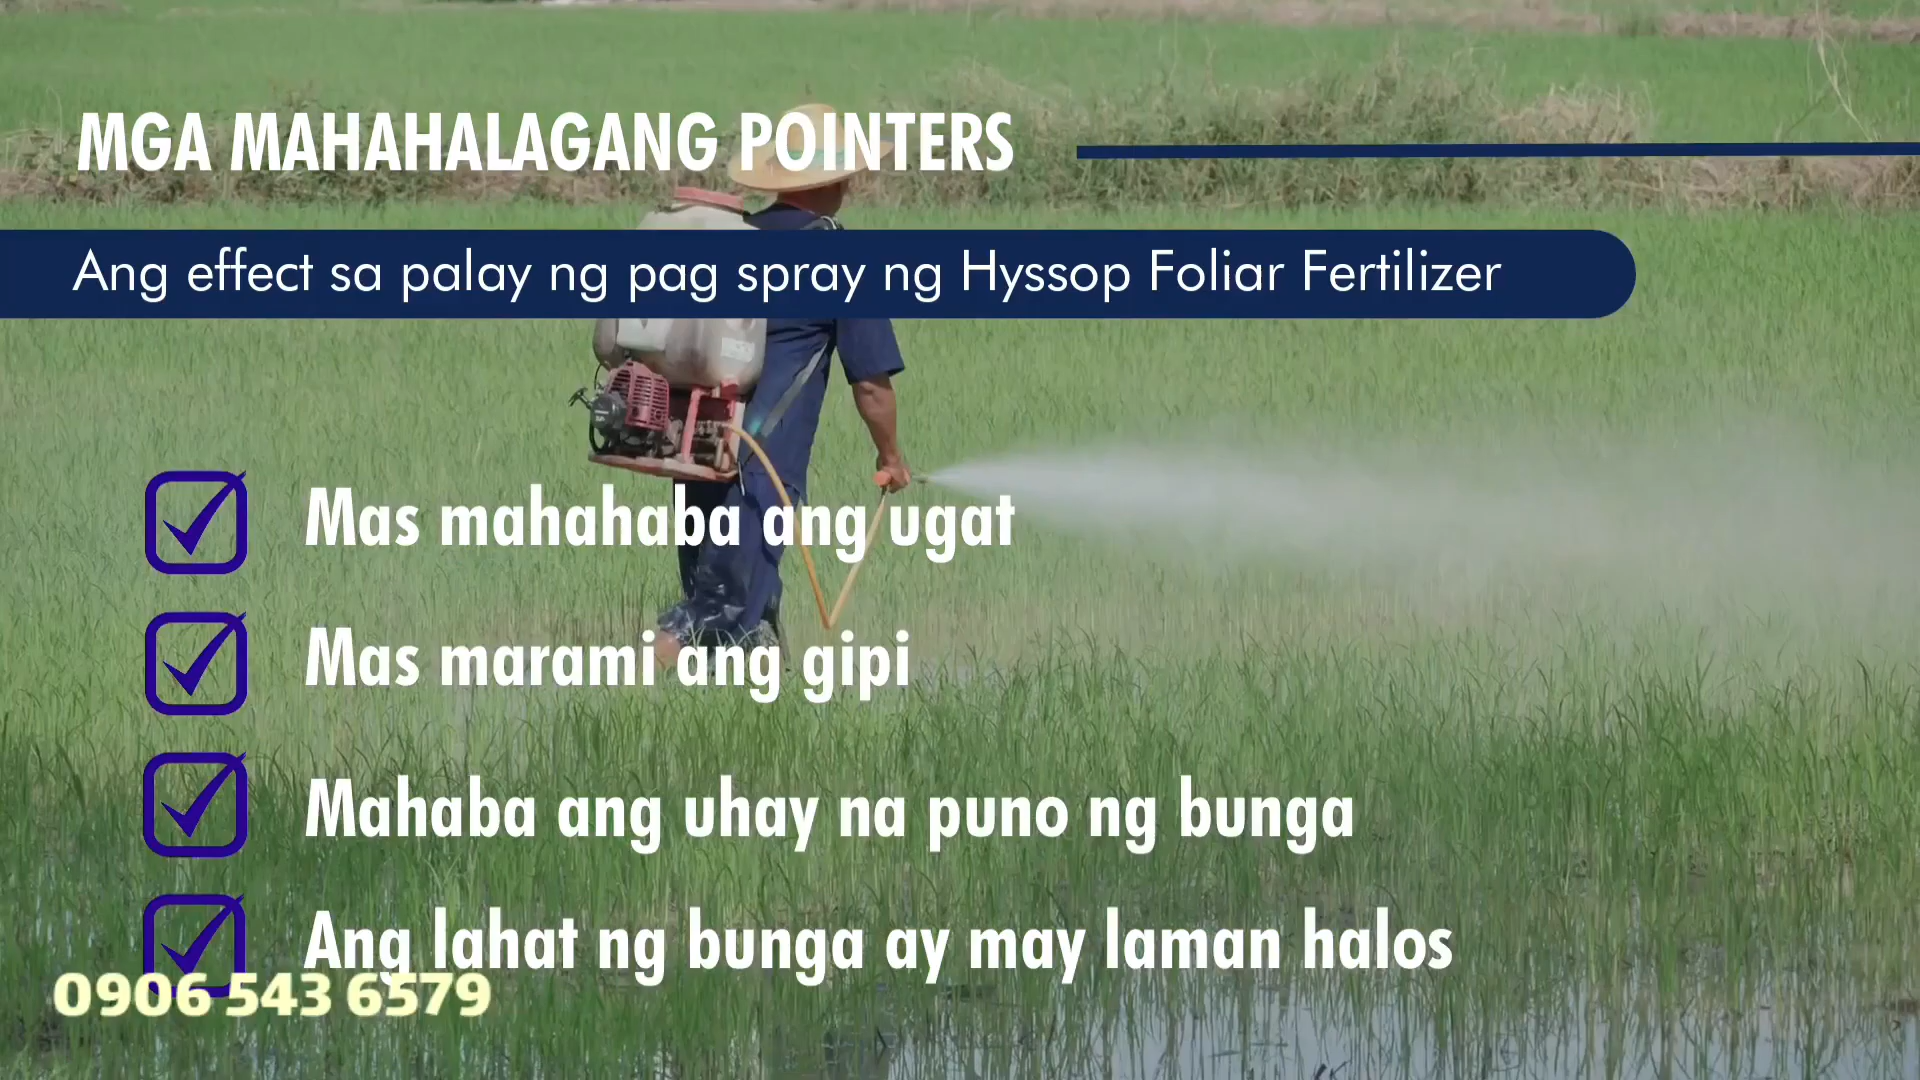 MGA MAHAHALAGANG POINTERS
Ang effect sa palay ng pag spray ng Hyssop Foliar Fertilizer
Mas mahahaba ang ugat
Mas marami ang gipi
Mahaba ang uhay na puno ng bunga
Ang lahat ng bunga ay may laman halos
0906 543 6579